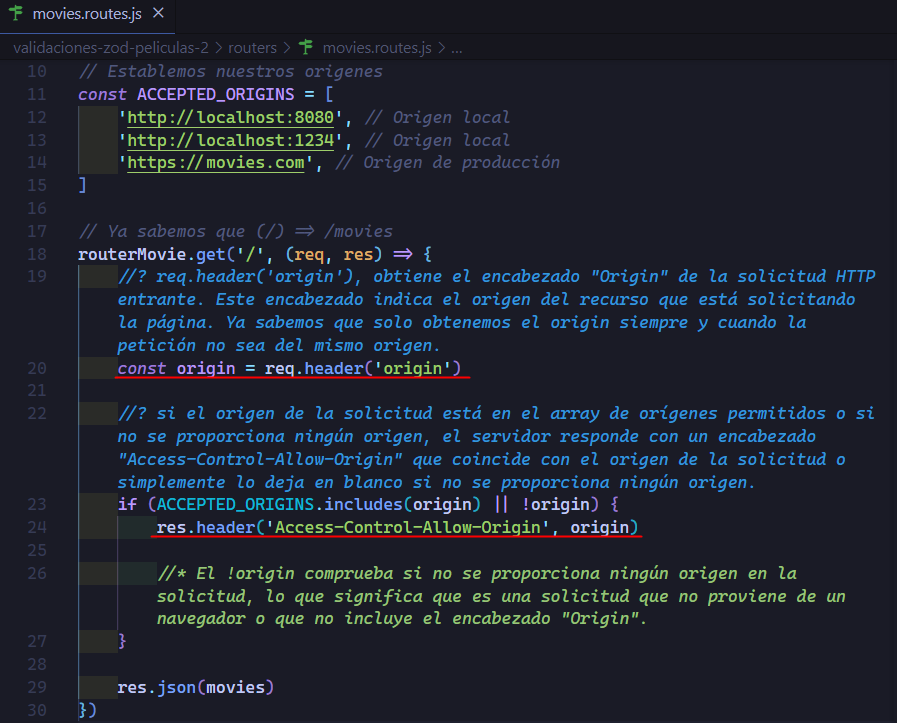 movies.routes.js ×
validaciones-zod-peliculas-2 > routers > movies.routes.js > ...
10 // Establemos nuestros origenes
11 const ACCEPTED_ORIGINS = [
12 'http://localhost:8080', // Origen local
13 'http://localhost:1234', // Origen local
14 'https://movies.com', // Origen de producción
15 ]
16
17 // Ya sabemos que (/) => /movies
18 routerMovie.get('/', (req, res) => {
19 //? req.header('origin'), obtiene el encabezado "Origin" de la solicitud HTTP
entrante. Este encabezado indica el origen del recurso que está solicitando
la página. Ya sabemos que solo obtenemos el origin siempre y cuando la
petición no sea del mismo origen.
20 const origin = req.header('origin')
21
22 //? si el origen de la solicitud está en el array de orígenes permitidos o si
no se proporciona ningún origen, el servidor responde con un encabezado
"Access-Control-Allow-Origin" que coincide con el origen de la solicitud o
simplemente lo deja en blanco si no se proporciona ningún origen.
23 if (ACCEPTED_ORIGINS.includes(origin) || !origin) {
24 res.header('Access-Control-Allow-Origin', origin)
25
26 //* El !origin comprueba si no se proporciona ningún origen en la
solicitud, lo que significa que es una solicitud que no proviene de un
navegador o que no incluye el encabezado "Origin".
27 }
28
29 res.json(movies)
30 })